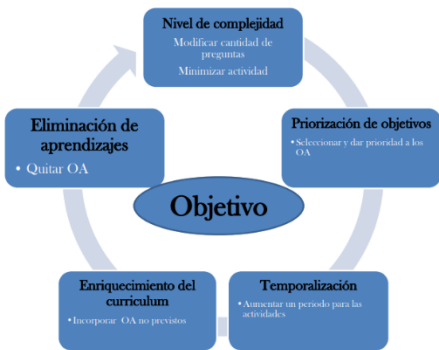 Nivel de complejidad
Modificar cantidad de
preguntas
Minimizar actividad
Priorización de objetivos
• Seleccionar y dar prioridad a los
OA
Temporalización
• Aumentar un periodo para las
actividades
Enriquecimiento del
curriculum
• Incorporar OA no previstos
Eliminación de
aprendizajes
• Quitar OA
Objetivo